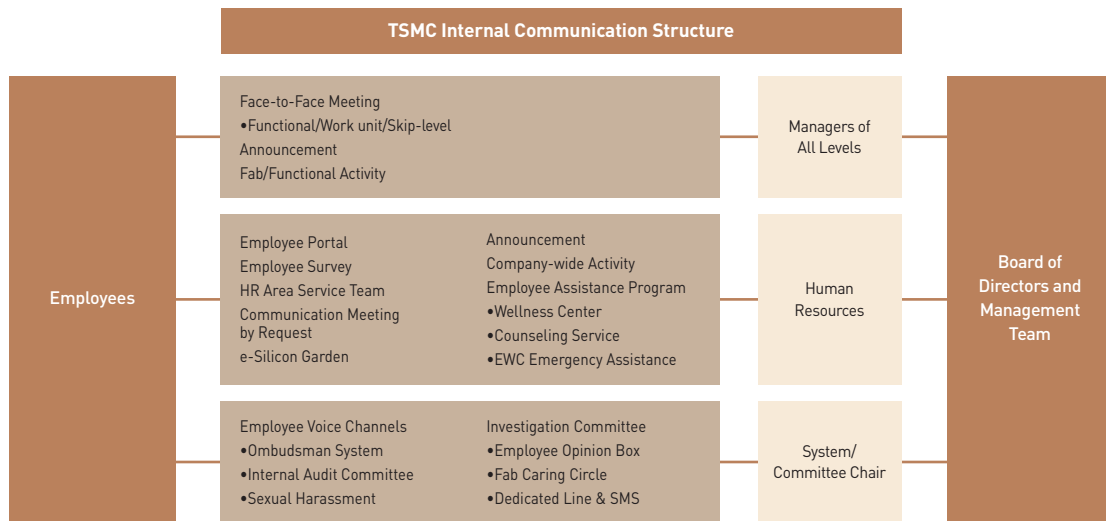 TSMC Internal Communication Structure
Employees
Face-to-Face Meeting
•Functional/Work unit/Skip-level
Announcement
Fab/Functional Activity
Managers of
All Levels
Employee Portal
Employee Survey
HR Area Service Team
Communication Meeting
by Request
e-Silicon Garden
Announcement
Company-wide Activity
Employee Assistance Program
•Wellness Center
•Counseling Service
•EWC Emergency Assistance
Human
Resources
Employee Voice Channels
•Ombudsman System
•Internal Audit Committee
•Sexual Harassment
Investigation Committee
•Employee Opinion Box
•Fab Caring Circle
•Dedicated Line & SMS
System/
Committee Chair
Board of
Directors and
Management
Team